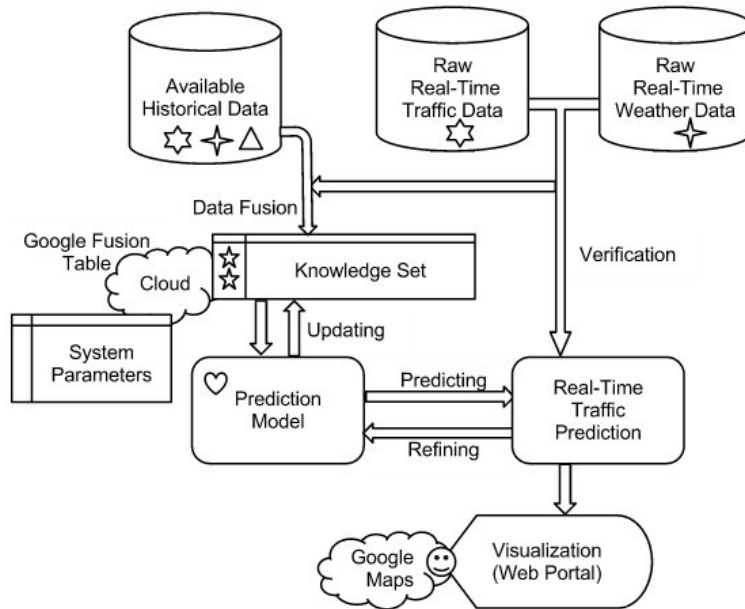 Available
Historical Data
Raw
Real-Time
Traffic Data
Raw
Real-Time
Weather Data
Data Fusion
Google Fusion
Table
Cloud
Knowledge Set
Verification
System
Parameters
Updating
Prediction
Model
Predicting
Refining
Real-Time
Traffic
Prediction
Google
Maps
Visualization
(Web Portal)